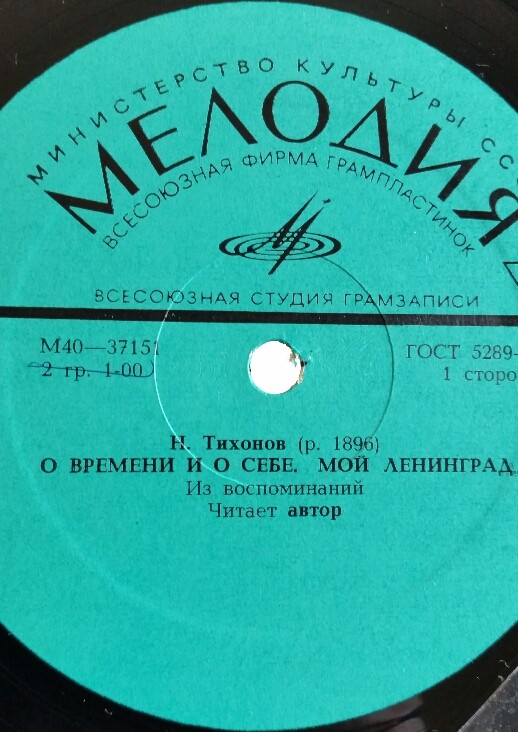 МИНИСТЕРСТВО КУЛЬТУРЫ ССС
МЕЛОДИЯ
ВСЕСОЮЗНАЯ ФИРМА ГРАМПЛАСТИНОК
ВСЕСОЮЗНАЯ СТУДИЯ ГРАМЗАПИСИ
М40—37151
ГОСТ 5289-
2 гр. 1-00
1 сторо
Н. Тихонов (р. 1896)
О ВРЕМЕНИ И О СЕБЕ. МОЙ ЛЕНИНГРАД.
Из воспоминаний
Читает автор